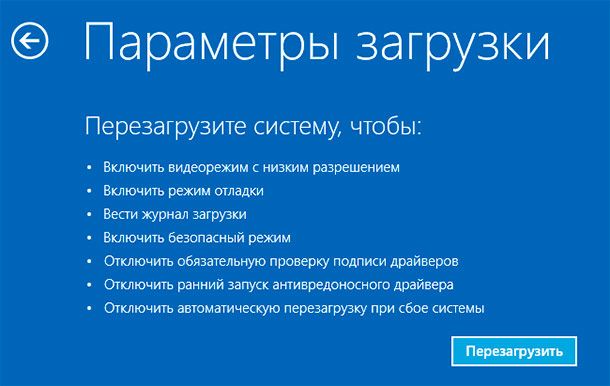 Параметры загрузки
Перезагрузите систему, чтобы:
• Включить видеорежим с низким разрешением
• Включить режим отладки
• Вести журнал загрузки
• Включить безопасный режим
• Отключить обязательную проверку подписи драйверов
• Отключить ранний запуск антивредоносного драйвера
• Отключить автоматическую перезагрузку при сбое системы
Перезагрузить